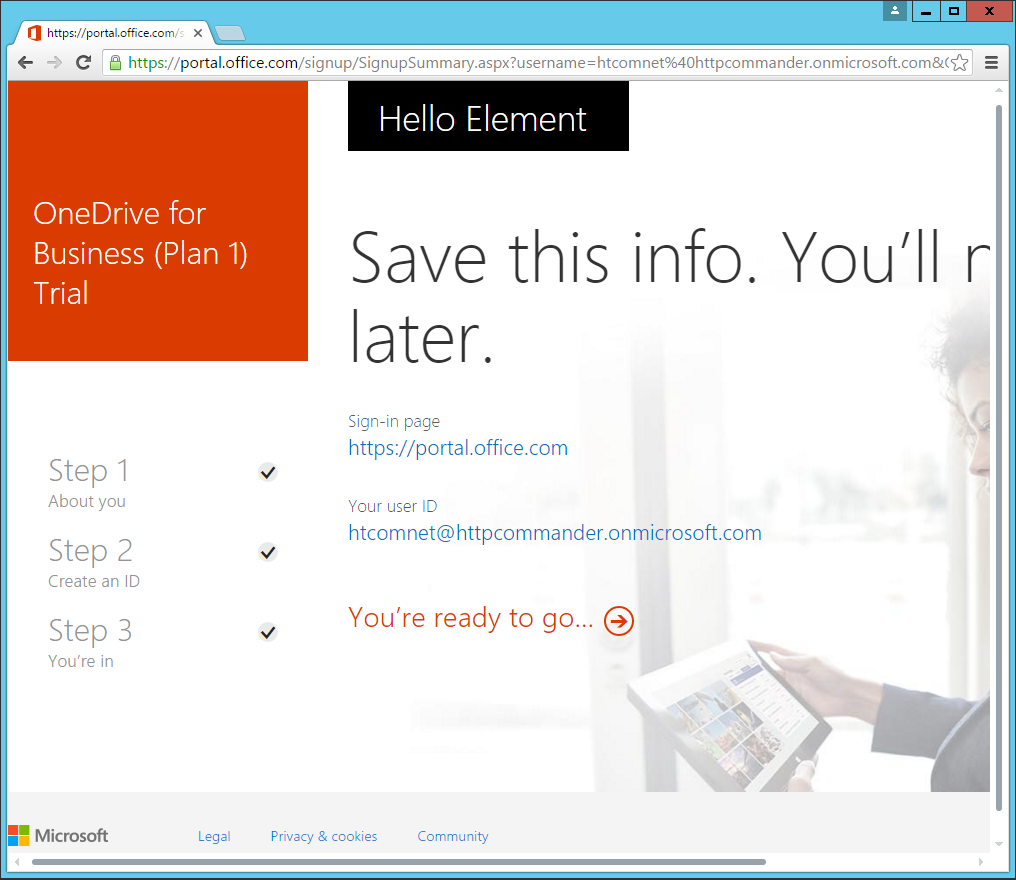 https://portal.office.com/s
https://portal.office.com/signup/SignupSummary.aspx?username=htcomnet%40httpcommander.onmicrosoft.com&
Hello Element
OneDrive for
Business (Plan 1)
Trial
Save this info. You’ll
later.
Sign-in page
https://portal.office.com
Your user ID
htcomnet@httpcommander.onmicrosoft.com
You’re ready to go...
Step 1
About you
Step 2
Create an ID
Step 3
You’re in
Microsoft
Legal
Privacy & cookies
Community